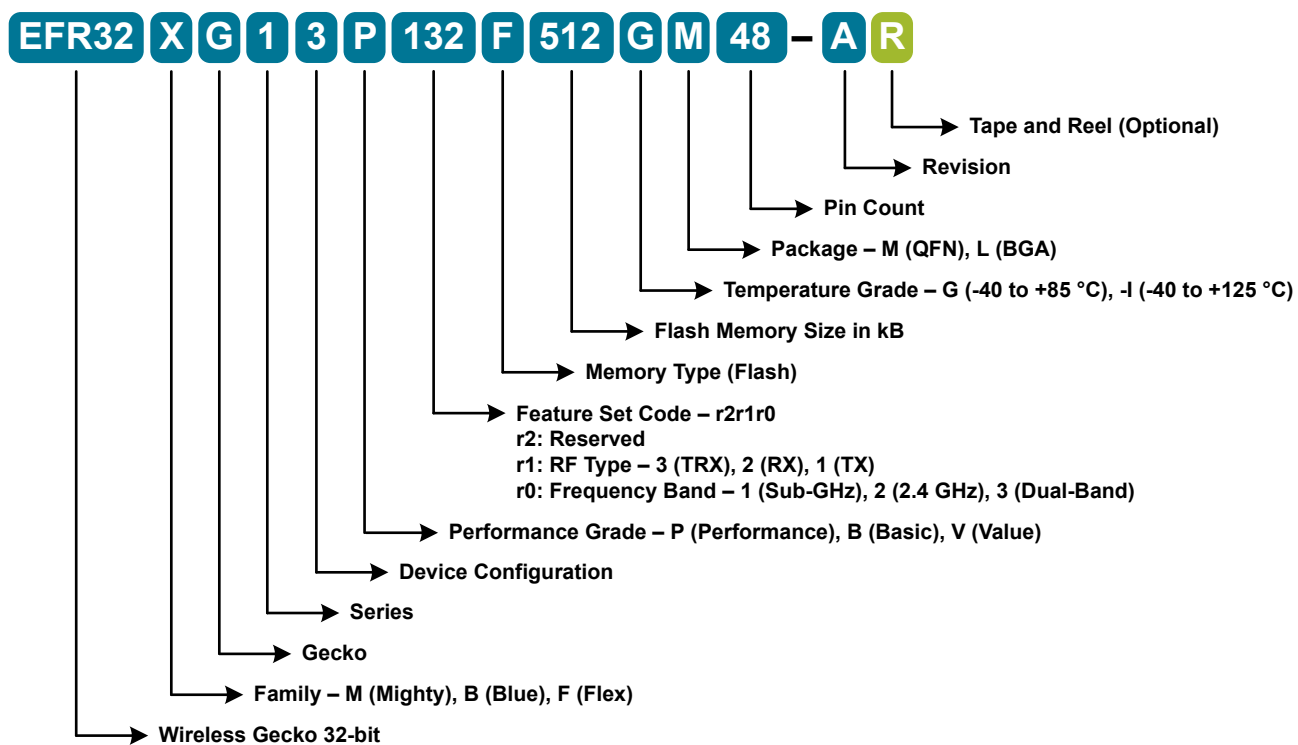 EFR32 X G 1 3 P 132 F 512 G M 48 – A R
Tape and Reel (Optional)
Revision
Pin Count
Package – M (QFN), L (BGA)
Temperature Grade – G (-40 to +85 °C), -I (-40 to +125 °C)
Flash Memory Size in kB
Memory Type (Flash)
Feature Set Code – r2r1r0
r2: Reserved
r1: RF Type – 3 (TRX), 2 (RX), 1 (TX)
r0: Frequency Band – 1 (Sub-GHz), 2 (2.4 GHz), 3 (Dual-Band)
Performance Grade – P (Performance), B (Basic), V (Value)
Device Configuration
Series
Gecko
Family – M (Mighty), B (Blue), F (Flex)
Wireless Gecko 32-bit